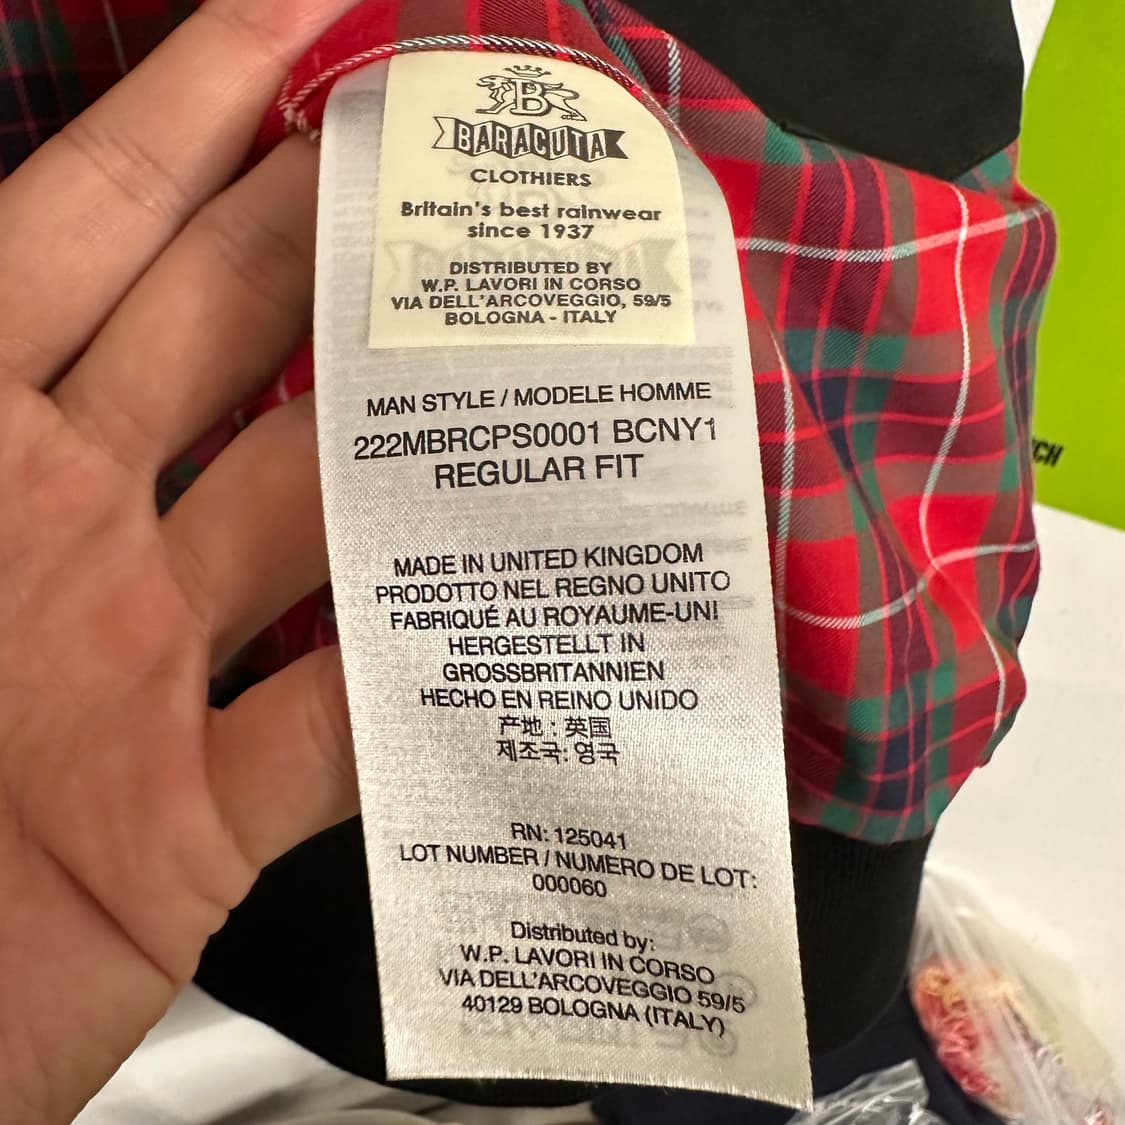 B
BARACUTA
CLOTHIERS
Britain's best rainwear
since 1937
DISTRIBUTED BY
W.P. LAVORI IN CORSO
VIA DELL'ARCOVEGGIO, 59/5
BOLOGNA - ITALY
MAN STYLE / MODELE HOMME
222MBRCPS0001 BCNY1
REGULAR FIT
MADE IN UNITED KINGDOM
PRODOTTO NEL REGNO UNITO
FABRIQUÉ AU ROYAUME-UNI
HERGESTELLT IN
GROSSBRITANNIEN
HECHO EN REINO UNIDO
产地 : 英国
제조국: 영국
RN: 125041
LOT NUMBER / NUMERO DE LOT:
000060
Distributed by:
W.P. LAVORI IN CORSO
VIA DELL'ARCOVEGGIO 59/5
40129 BOLOGNA (ITALY)